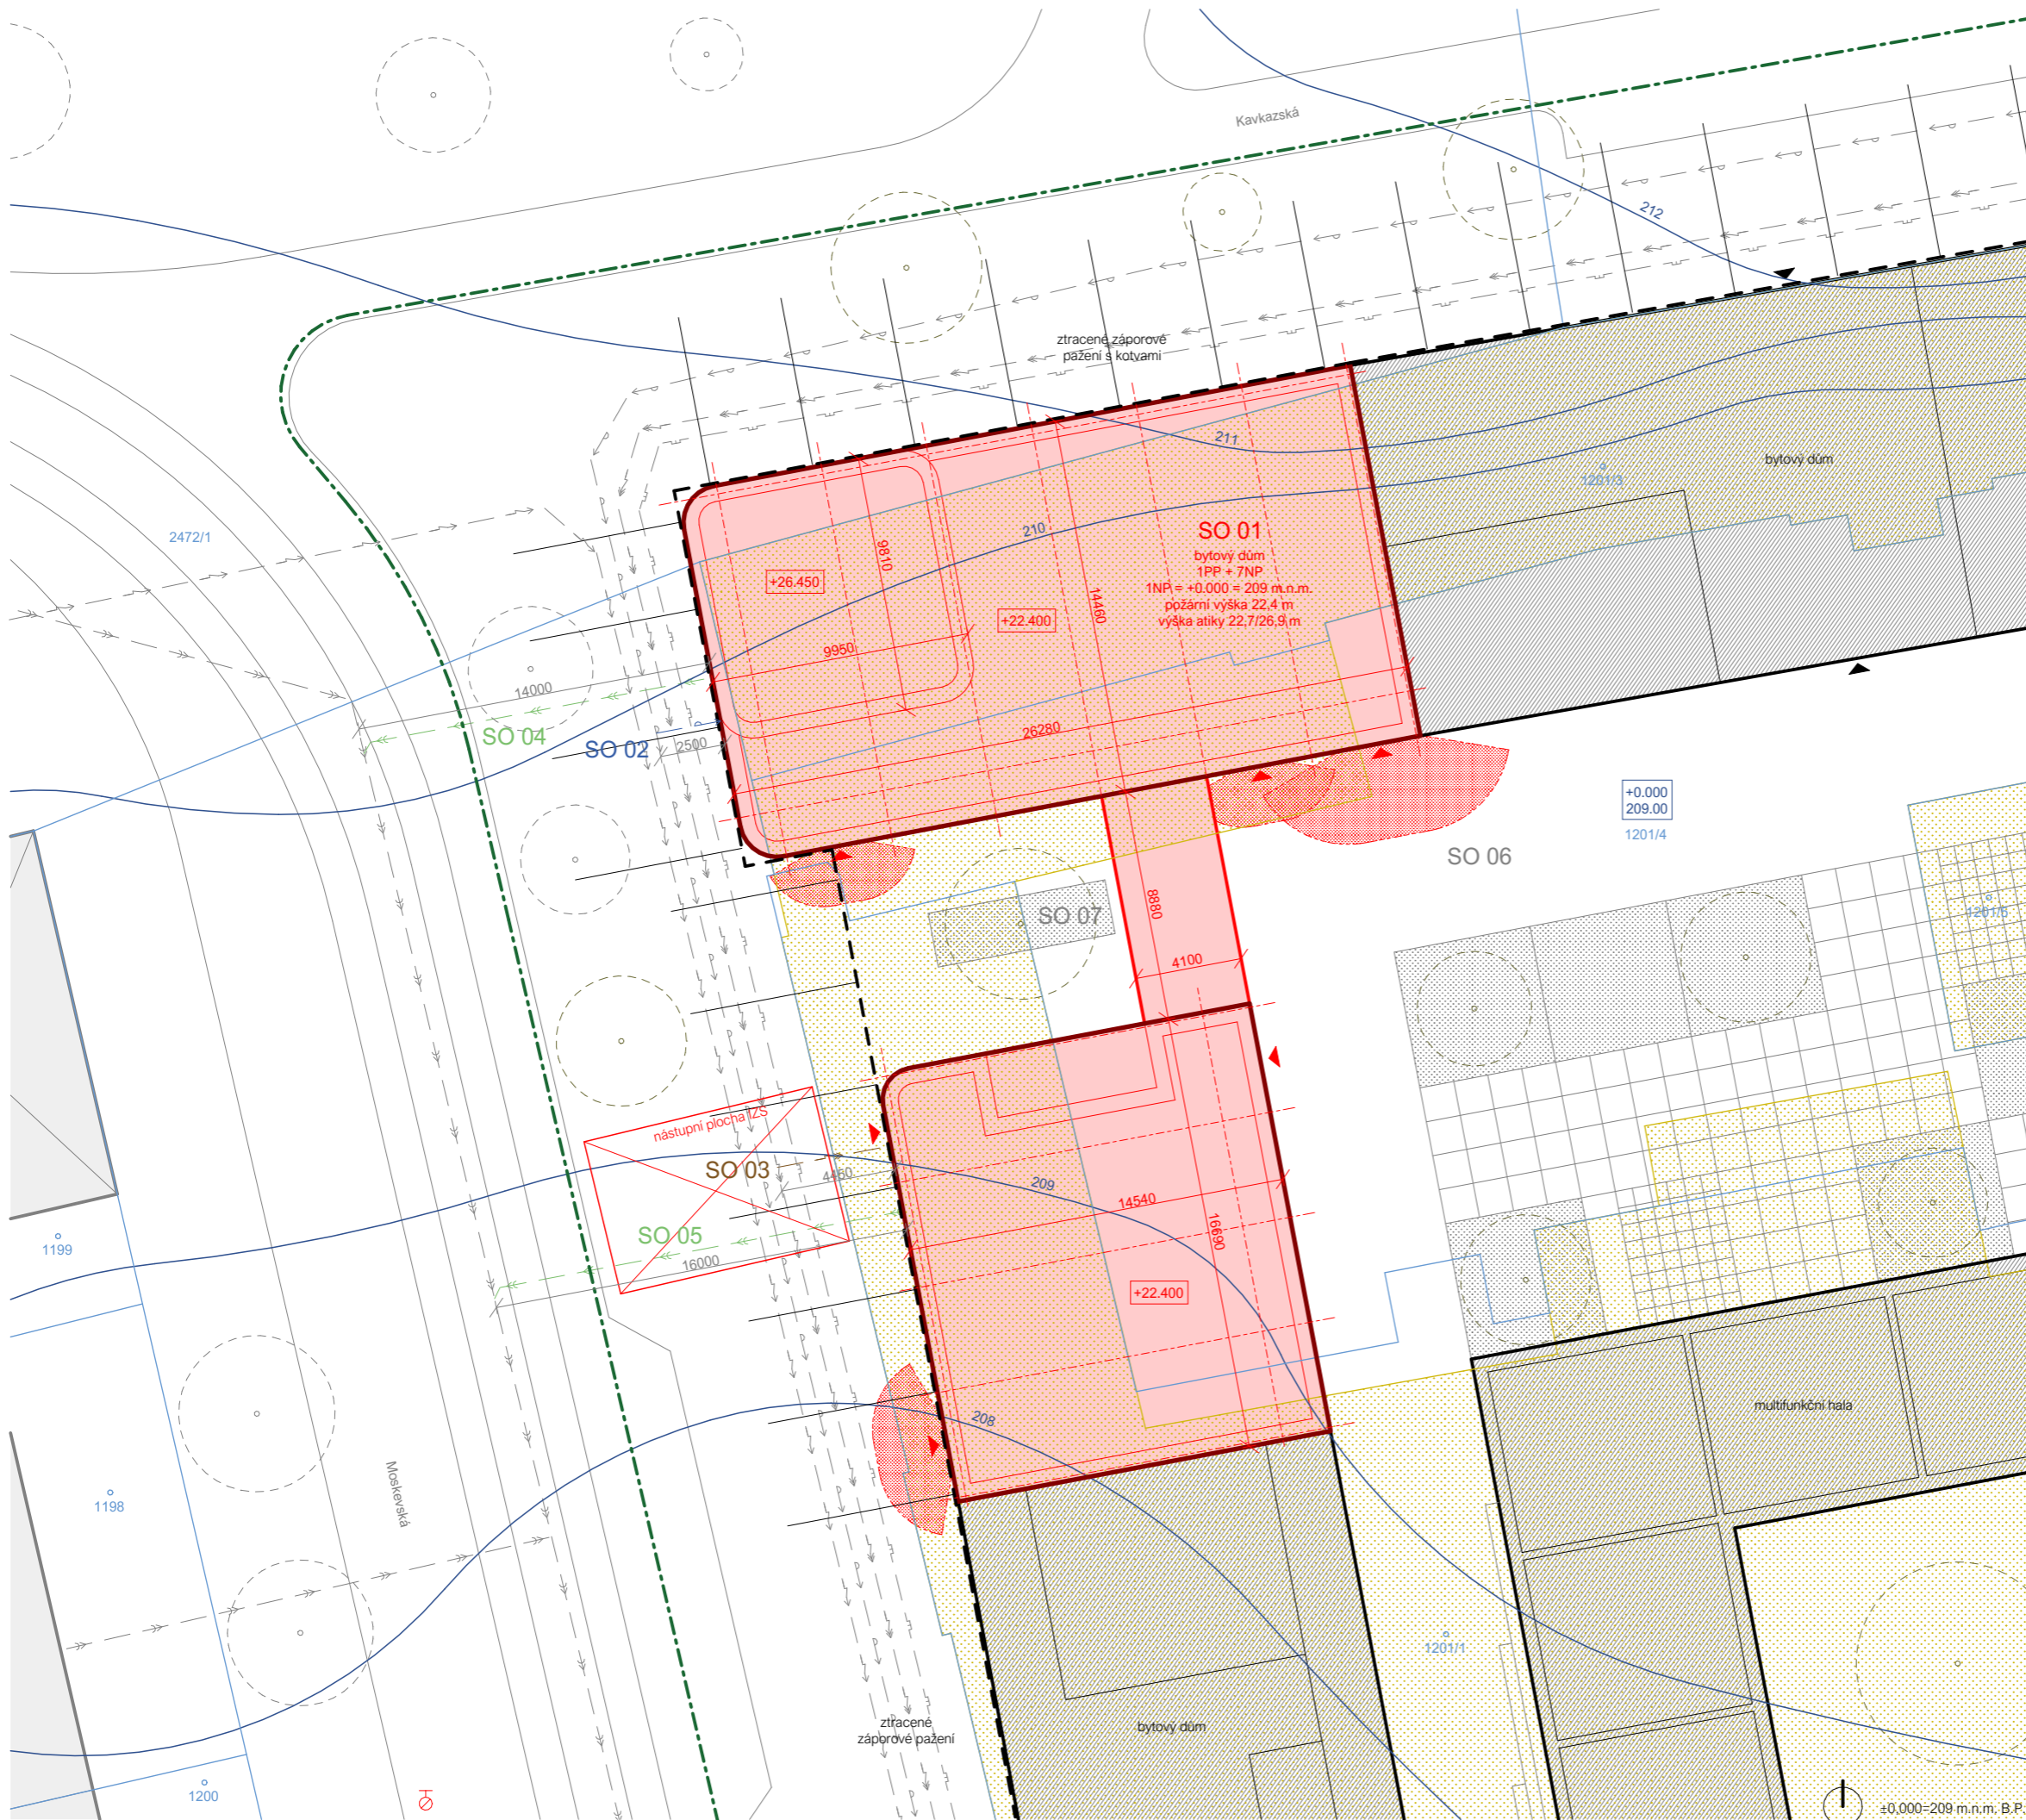 Kavkazská
212
ztracené záporové
pažení s kotvami
211
bytový dům
1201/3
2472/1
210
SO 01
bytový dům
1PP + 7NP
1NP = +0.000 = 209 m.n.m.
požární výška 22,4 m
výška atiky 22,7/26,9 m
9810
+26.450
14460
+22.400
9950
14000
SO 04
SO 02
2500
26280
+0.000
209.00
1201/4
SO 06
8880
SO 07
1201/5
4100
nástupní plocha IZS
SO 03
4450
209
14540
16690
SO 05
1199
16000
+22.400
208
multifunkční hala
Moskevská
1198
1201/1
ztracené
záporové pažení
bytový dům
1200
H
±0,000=209 m.n.m. B.P.